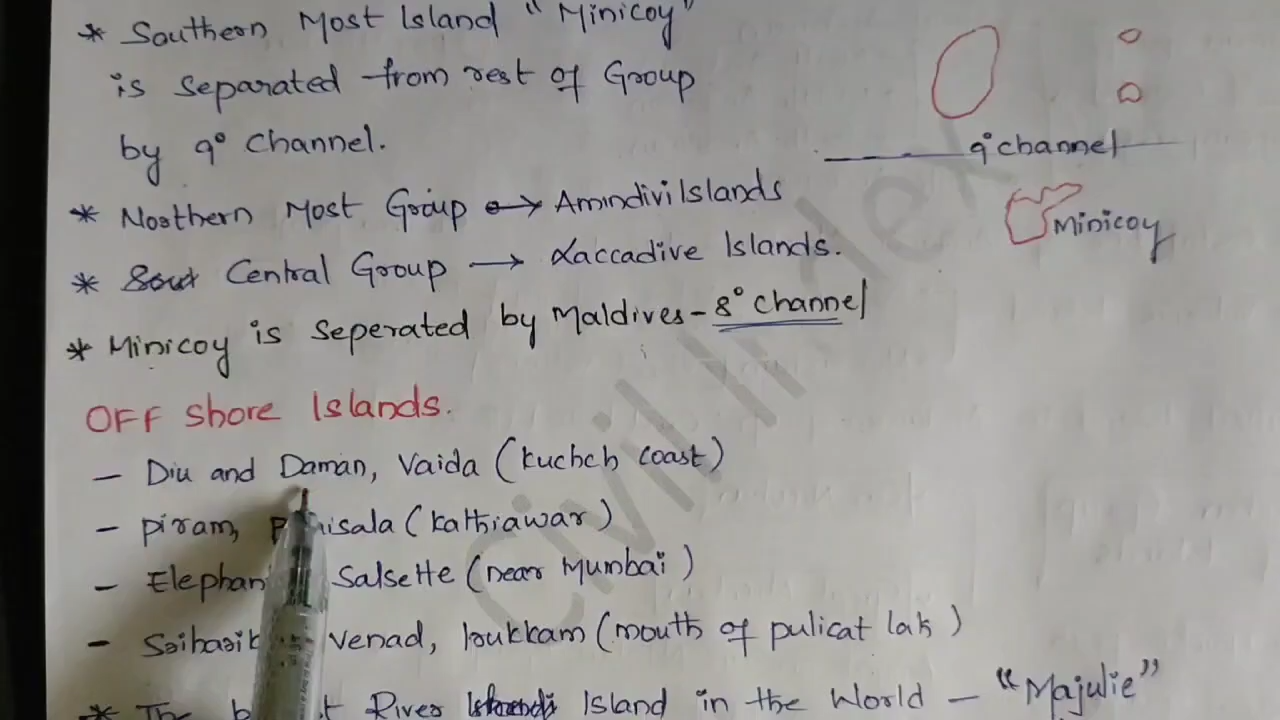 * Southern Most Island "Minicoy"
is separated from rest of Group
by 9° Channel.
* Northern Most Group → Amindivi Islands
* Central Group → Laccadive Islands.
* Minicoy is seperated by Maldives - 8° channel
9° channel
Minicoy
OFF Shore Islands.
- Diu and Daman, Vaida (kuchch coast)
- piram, (kathiawar)
- Salsette (near Mumbai)
- Venad, (mouth of pulicat lak)
* The River Island in the World - "Majulie"
Civil Index